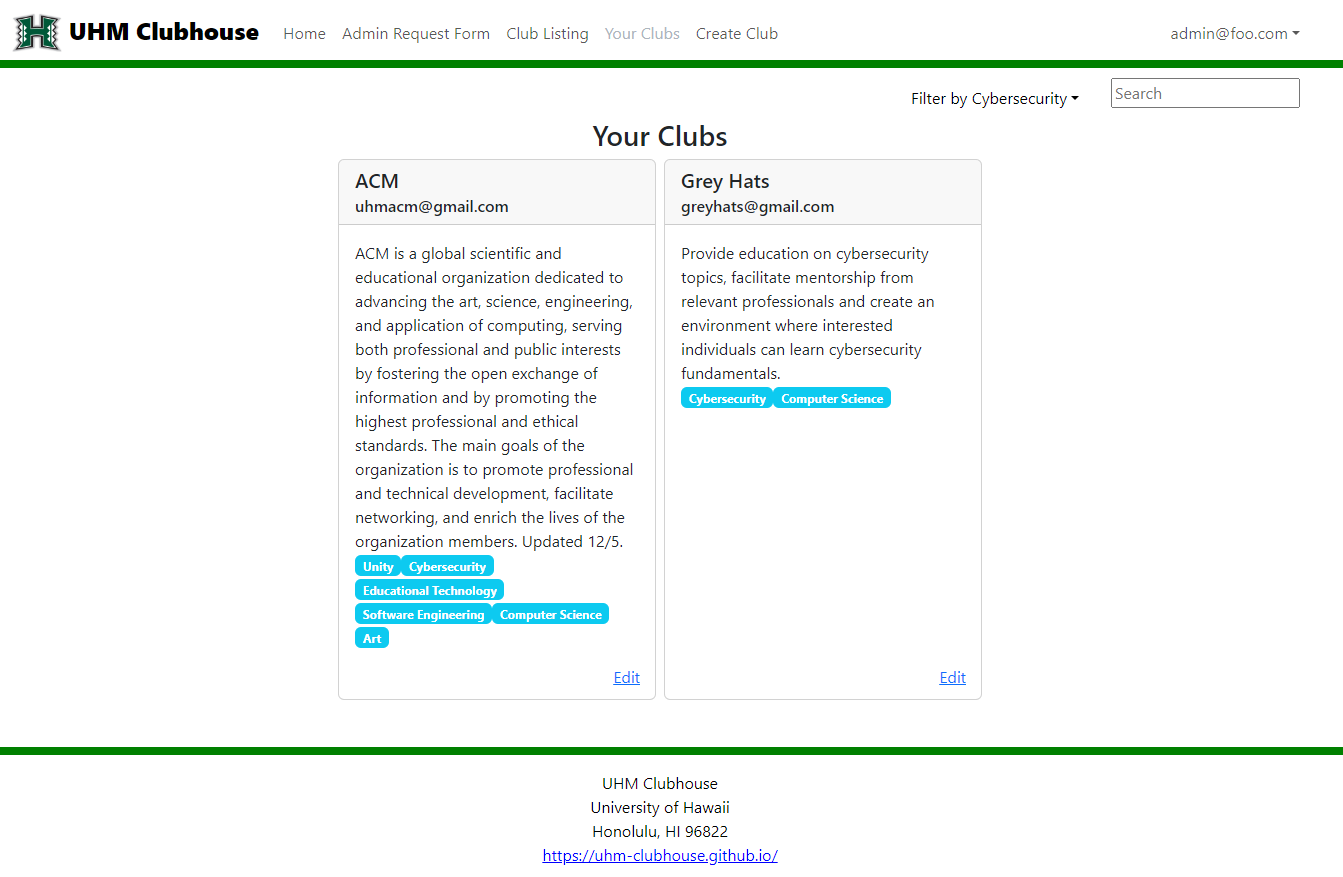 UHM Clubhouse Home Admin Request Form Club Listing Your Clubs Create Club admin@foo.com
Filter by Cybersecurity Search
Your Clubs
ACM
uhmacm@gmail.com
ACM is a global scientific and
educational organization dedicated to
advancing the art, science, engineering,
and application of computing, serving
both professional and public interests
by fostering the open exchange of
information and by promoting the
highest professional and ethical
standards. The main goals of the
organization is to promote professional
and technical development, facilitate
networking, and enrich the lives of the
organization members. Updated 12/5.
Unity Cybersecurity
Educational Technology
Software Engineering Computer Science
Art
Edit
Grey Hats
greyhats@gmail.com
Provide education on cybersecurity
topics, facilitate mentorship from
relevant professionals and create an
environment where interested
individuals can learn cybersecurity
fundamentals.
Cybersecurity Computer Science
Edit
UHM Clubhouse
University of Hawaii
Honolulu, HI 96822
https://uhm-clubhouse.github.io/